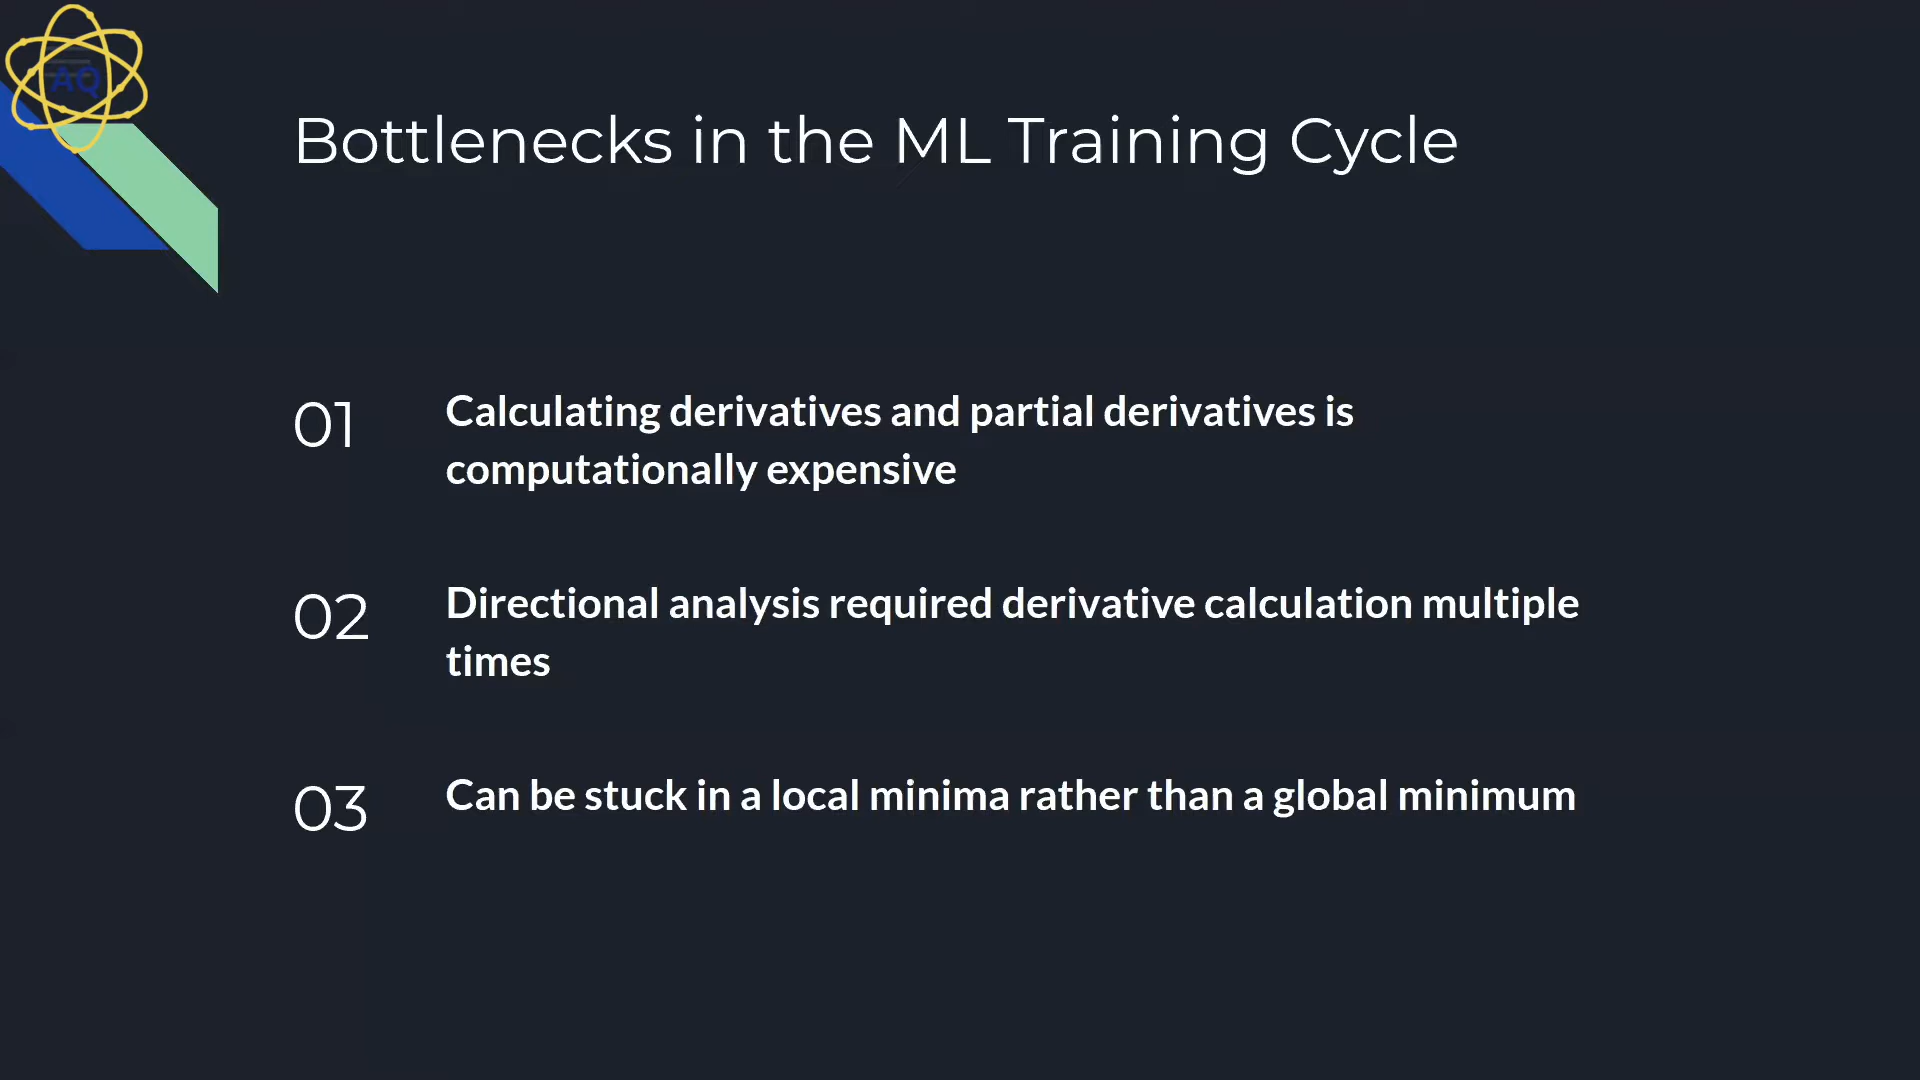 AQ
Bottlenecks in the ML Training Cycle
01
Calculating derivatives and partial derivatives is
computationally expensive
02
Directional analysis required derivative calculation multiple
times
03
Can be stuck in a local minima rather than a global minimum